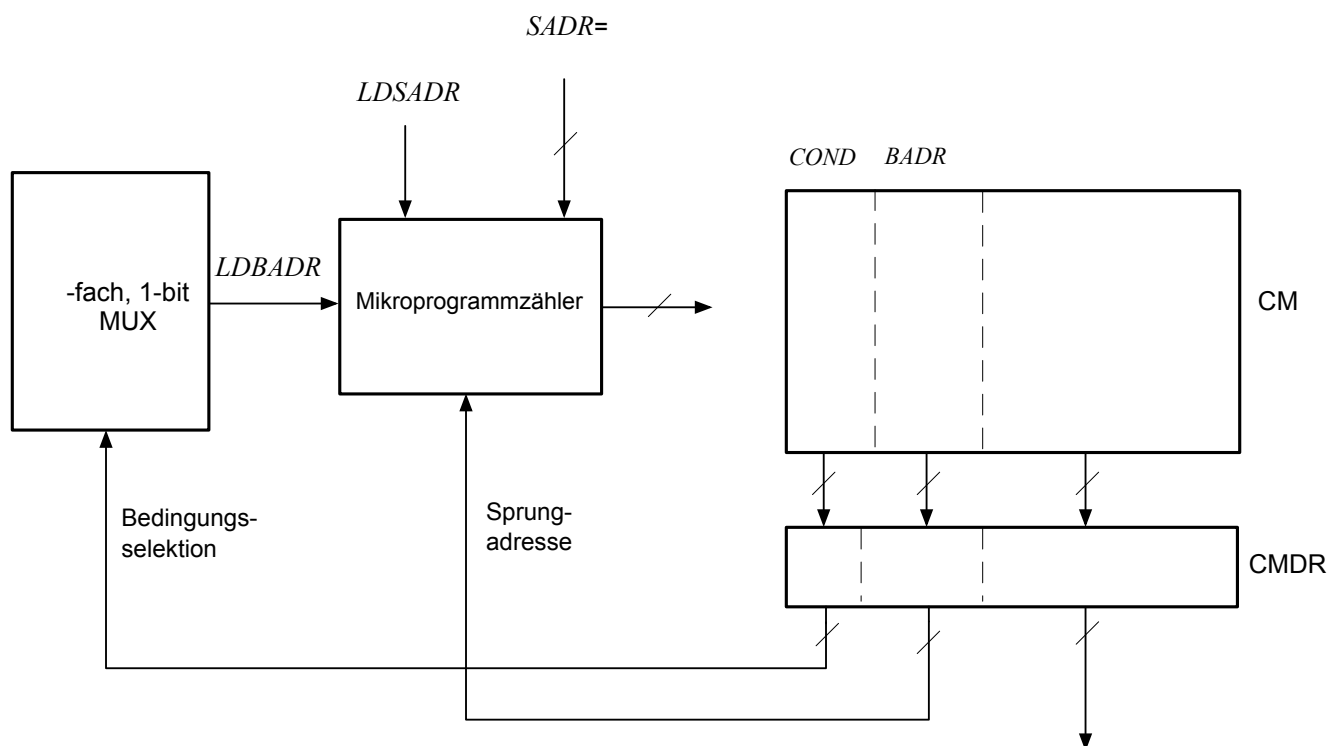 SADR=
LDSADR
COND BADR
LDBADR
-fach, 1-bit
MUX
Mikroprogrammzähler
CM
Bedingungs-
selektion
Sprung-
adresse
CMDR